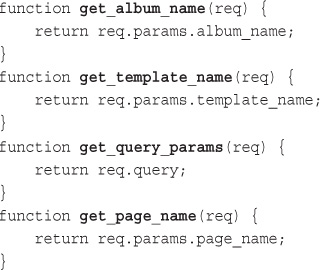 function get_album_name(req) {
    return req.params.album_name;
}
function get_template_name(req) {
    return req.params.template_name;
}
function get_query_params(req) {
    return req.query;
}
function get_page_name(req) {
    return req.params.page_name;
}